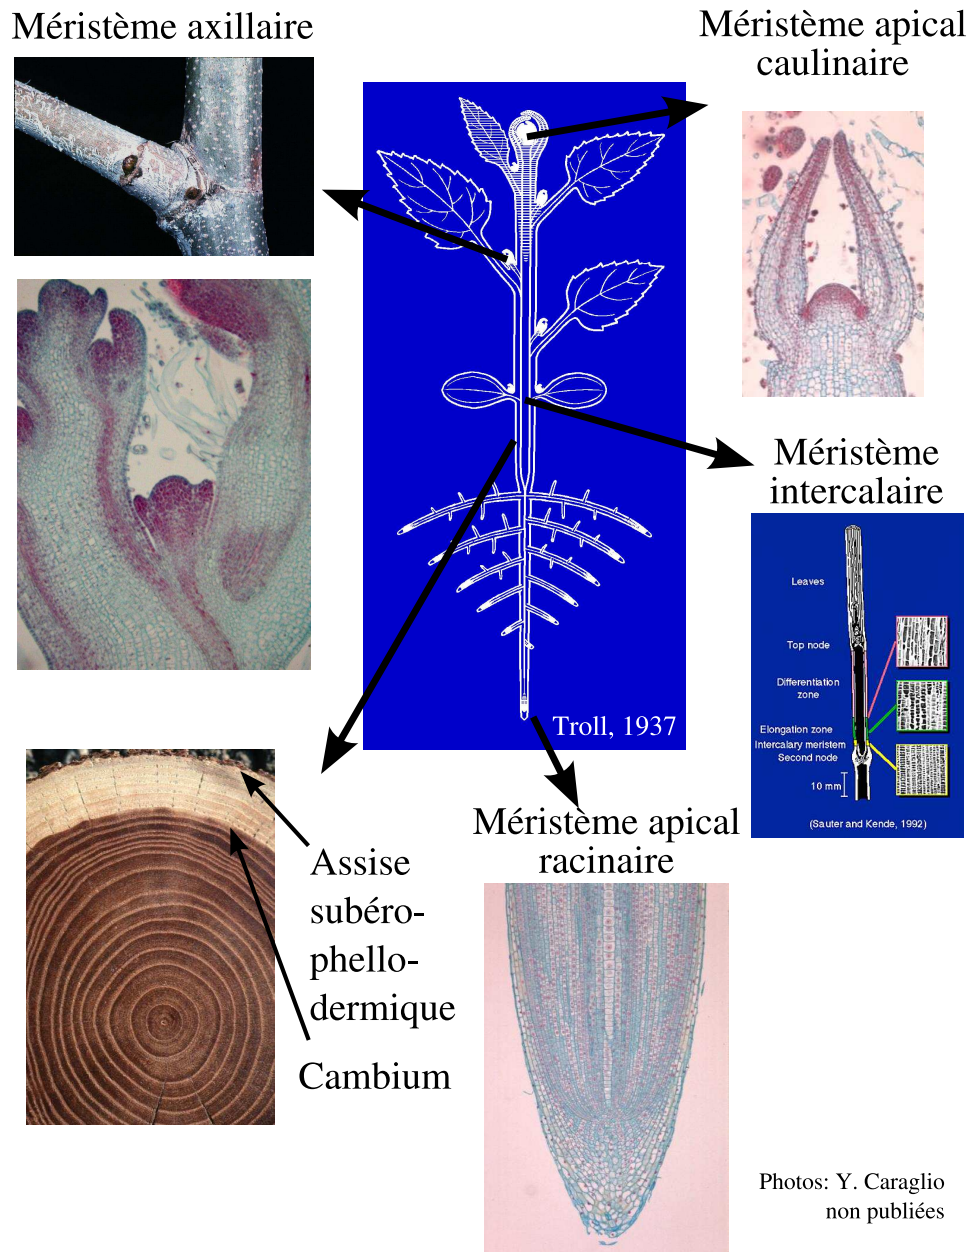 Méristème axillaire
Méristème apical
caulinaire
Méristème
intercalaire
Leaves
Top node
Differentiation
zone
Elongation zone
Intercalary meristem
Second node
10 mm
(Sauter and Kende, 1992)
Troll, 1937
Méristème apical
racinaire
Assise
subéro-
phello-
dermique
Cambium
Photos: Y. Caraglio
non publiées